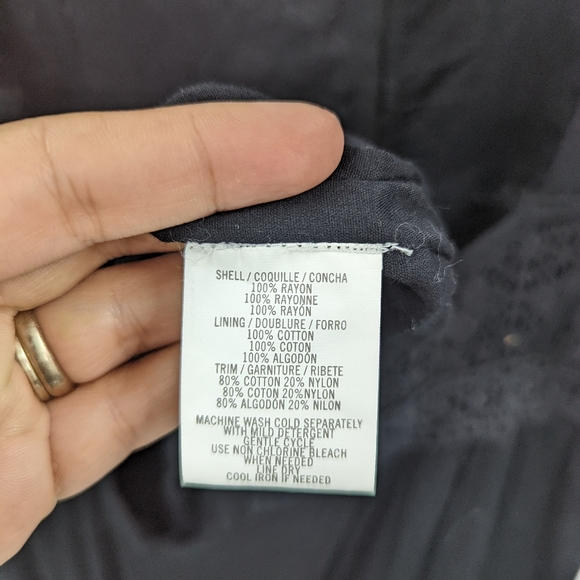 SHELL / COQUILLE / CONCHA
100% RAYON
100% RAYONNE
100% RAYÓN
LINING / DOUBLURE / FORRO
100% COTTON
100% COTON
100% ALGODÓN
TRIM / GARNITURE / RIBETE
80% COTTON 20% NYLON
80% COTON 20%NYLON
80% ALGODÓN 20% NILON
MACHINE WASH COLD SEPARATELY
WITH MILD DETERGENT
GENTLE CYCLE
USE NON CHLORINE BLEACH
WHEN NEEDED
LINE DRY
COOL IRON IF NEEDED